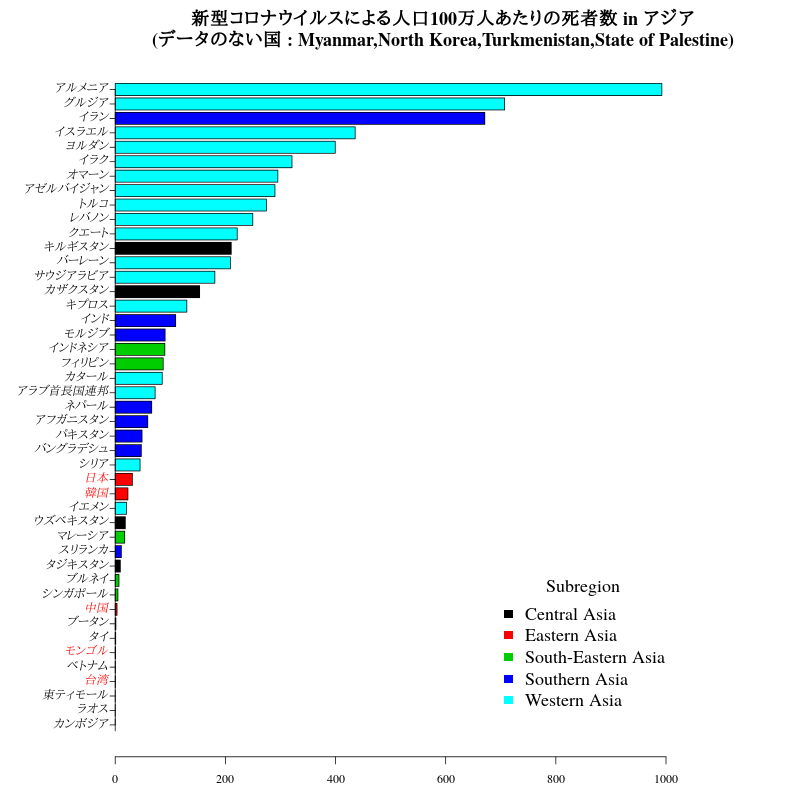 新型コロナウイルスによる人口100万人あたりの死者数 in アジア
(データのない国 : Myanmar,North Korea,Turkmenistan,State of Palestine)
アルメニア
グルジア
イラン
イスラエル
ヨルダン
イラク
オマーン
アゼルバイジャン
トルコ
レバノン
クエート
キルギスタン
バーレーン
サウジアラビア
カザクスタン
キプロス
インド
モルジブ
インドネシア
フィリピン
カタール
アラブ首長国連邦
ネパール
アフガニスタン
パキスタン
バングラデシュ
シリア
日本
韓国
イエメン
ウズベキスタン
マレーシア
スリランカ
タジキスタン
ブルネイ
シンガポール
中国
ブータン
タイ
モンゴル
ベトナム
台湾
東ティモール
ラオス
カンボジア
Subregion
Central Asia
Eastern Asia
South-Eastern Asia
Southern Asia
Western Asia
0 200 400 600 800 1000